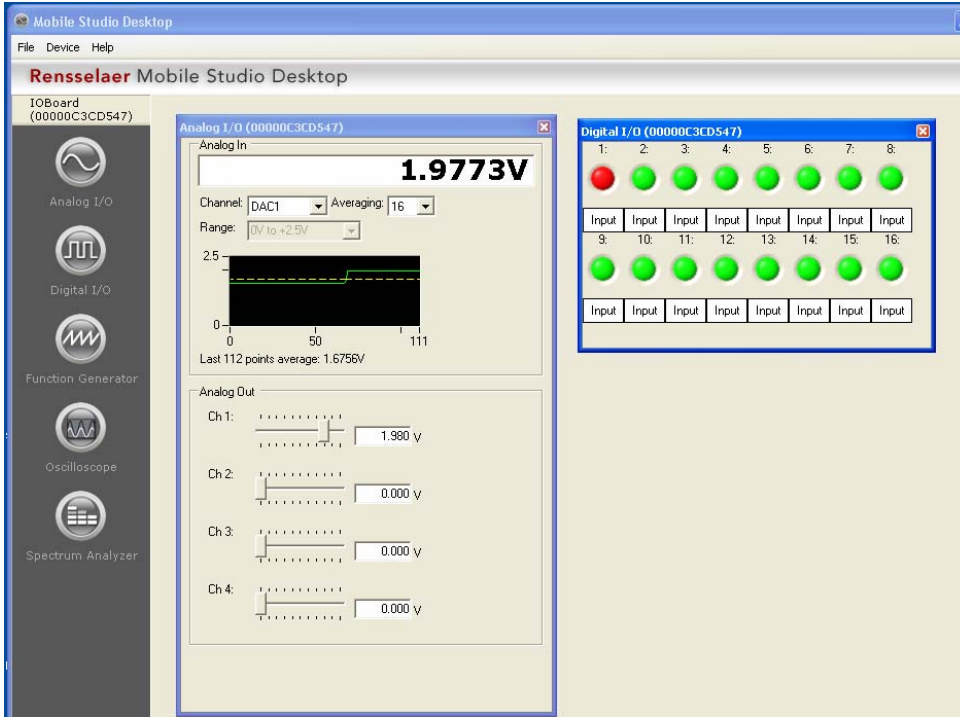 Mobile Studio Desktop
File Device Help
Rensselaer Mobile Studio Desktop
IOBoard
(00000C3CD547)
Analog I/O
Digital I/O
Function Generator
Oscilloscope
Spectrum Analyzer
Analog I/O (00000C3CD547)
Analog In
1.9773V
Channel: DAC1 Averaging: 16
Range: 0V to +2.5V
2.5
0
0 50 111
Last 112 points average: 1.6756V
Analog Out
Ch 1: 1.980 V
Ch 2: 0.000 V
Ch 3: 0.000 V
Ch 4: 0.000 V
Digital I/O (00000C3CD547)
1: 2: 3: 4: 5: 6: 7: 8:
Input Input Input Input Input Input Input Input
9: 10: 11: 12: 13: 14: 15: 16:
Input Input Input Input Input Input Input Input